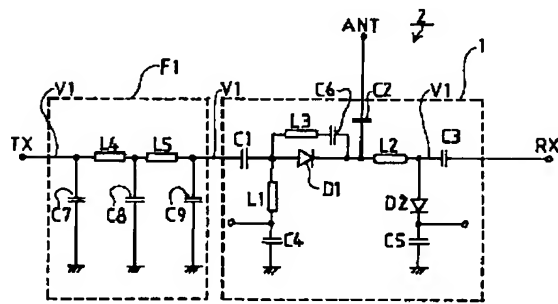 ANT 2
F1 1
V1 V1 C6 C2 V1
TX L4 L5 C1 L3 L2 C3 RX
D1
L1 D2
C7 C8 C9 C4 C5